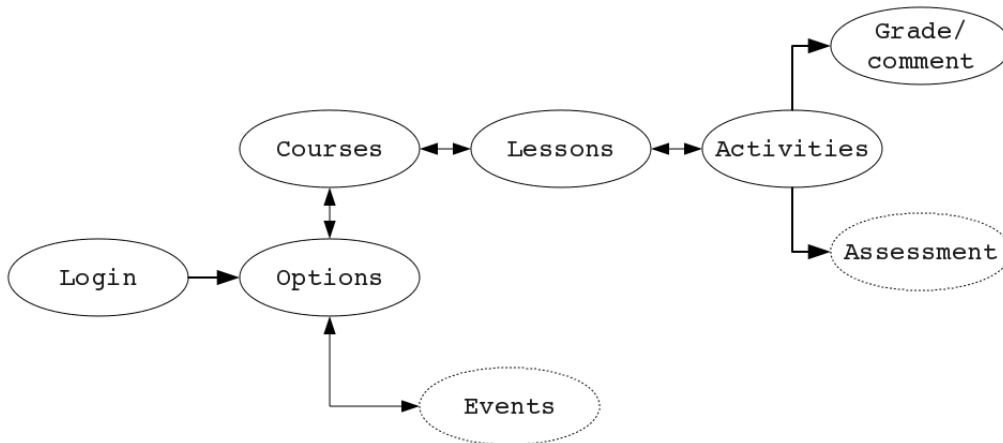 Grade/
comment
Courses
Lessons
Activities
Assessment
Login
Options
Events